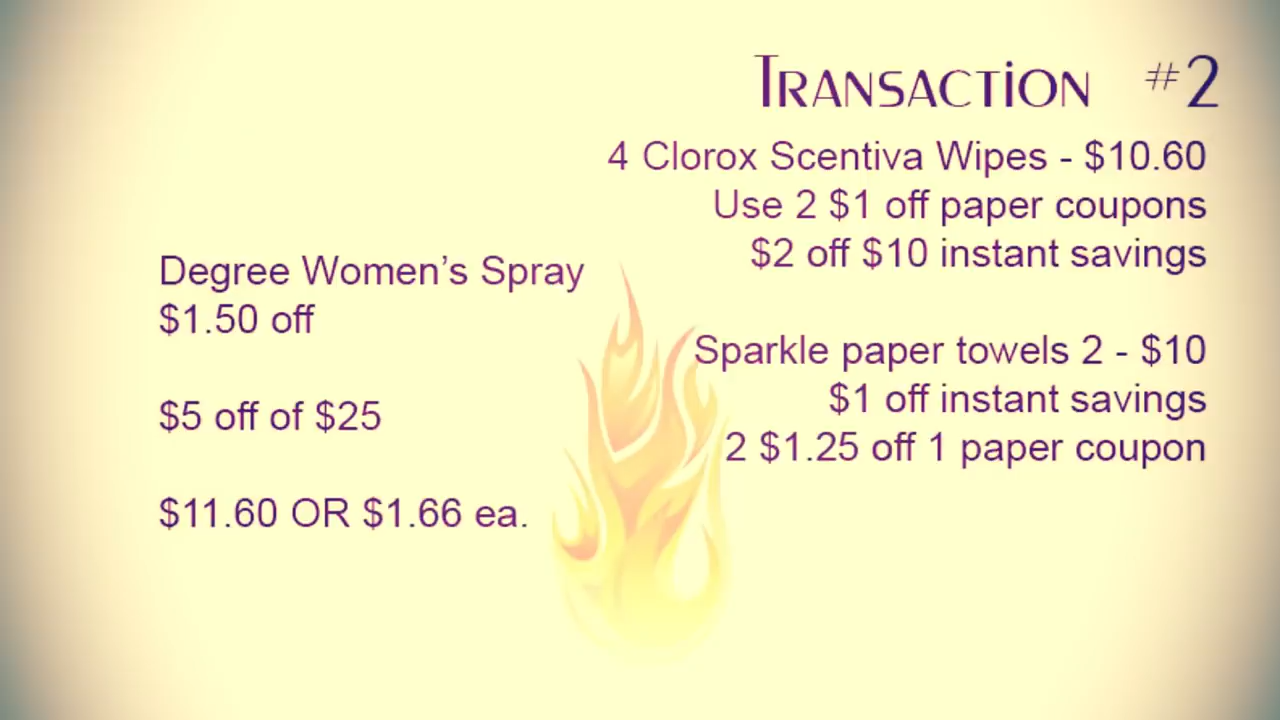 Transaction #2
4 Clorox Scentiva Wipes - $10.60
Use 2 $1 off paper coupons
$2 off $10 instant savings
Sparkle paper towels 2 - $10
$1 off instant savings
2 $1.25 off 1 paper coupon
Degree Women’s Spray
$1.50 off
$5 off of $25
$11.60 OR $1.66 ea.